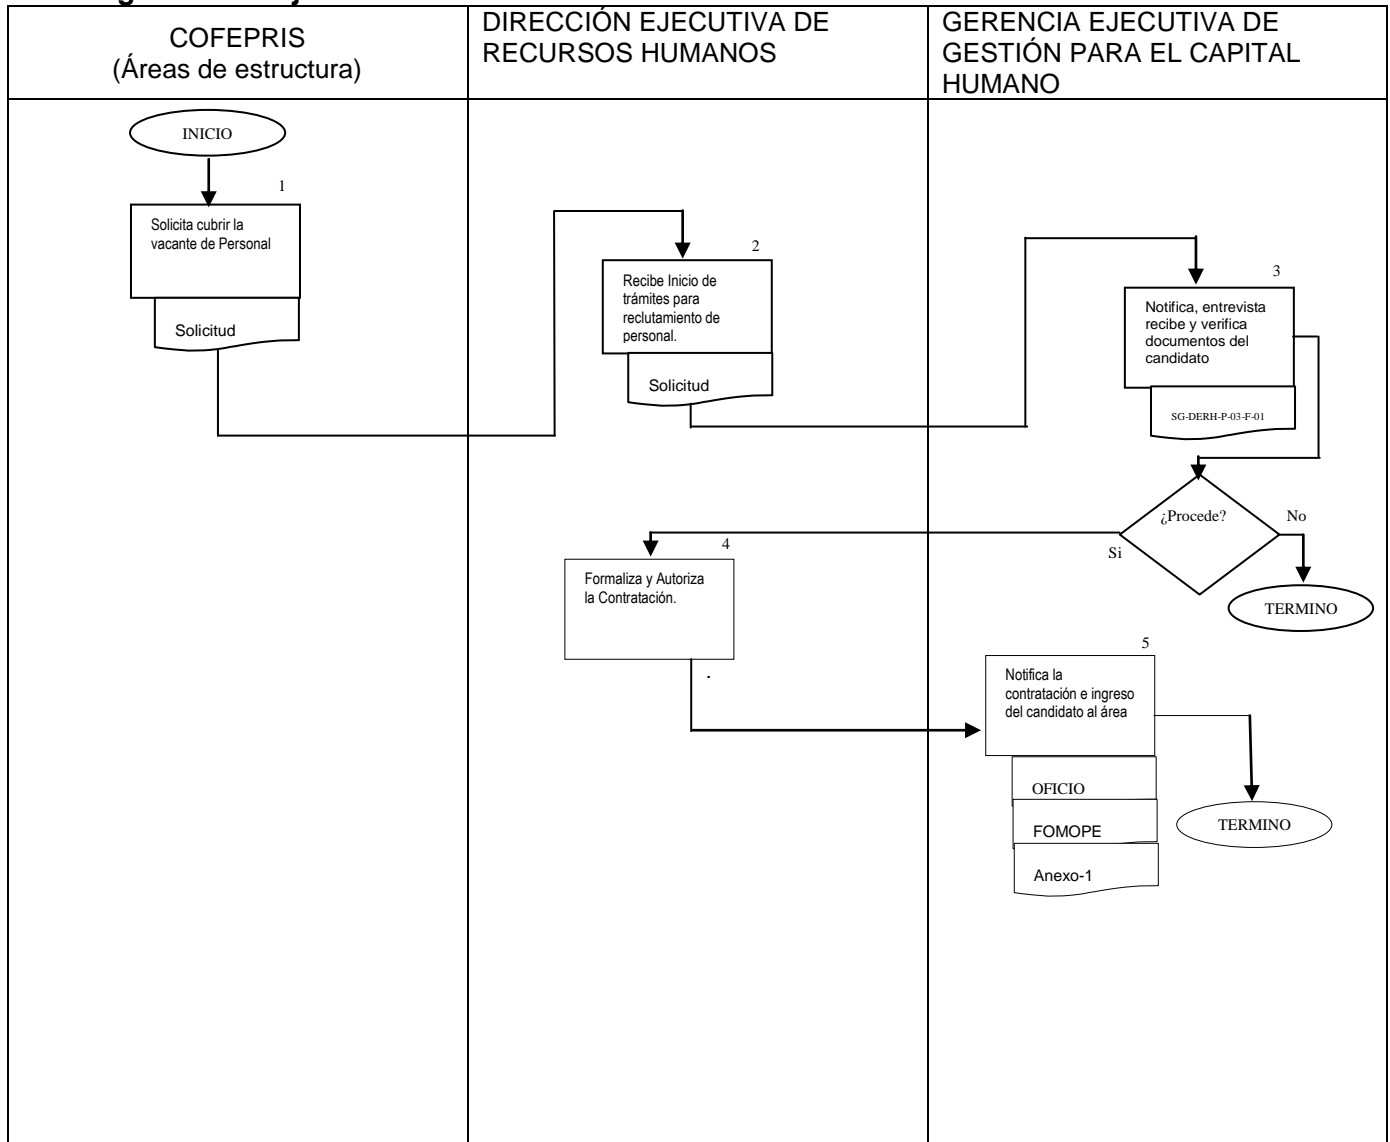 COFEPRIS
(Áreas de estructura)
DIRECCIÓN EJECUTIVA DE
RECURSOS HUMANOS
GERENCIA EJECUTIVA DE
GESTIÓN PARA EL CAPITAL
HUMANO
INICIO
1
Solicita cubrir la
vacante de Personal
Solicitud
2
Recibe Inicio de
trámites para
reclutamiento de
personal.
Solicitud
3
Notifica, entrevista
recibe y verifica
documentos del
candidato
SG-DERH-P-03-F-01
¿Procede?
No
Si
TERMINO
4
Formaliza y Autoriza
la Contratación.
.
5
Notifica la
contratación e ingreso
del candidato al área
OFICIO
FOMOPE
Anexo-1
TERMINO